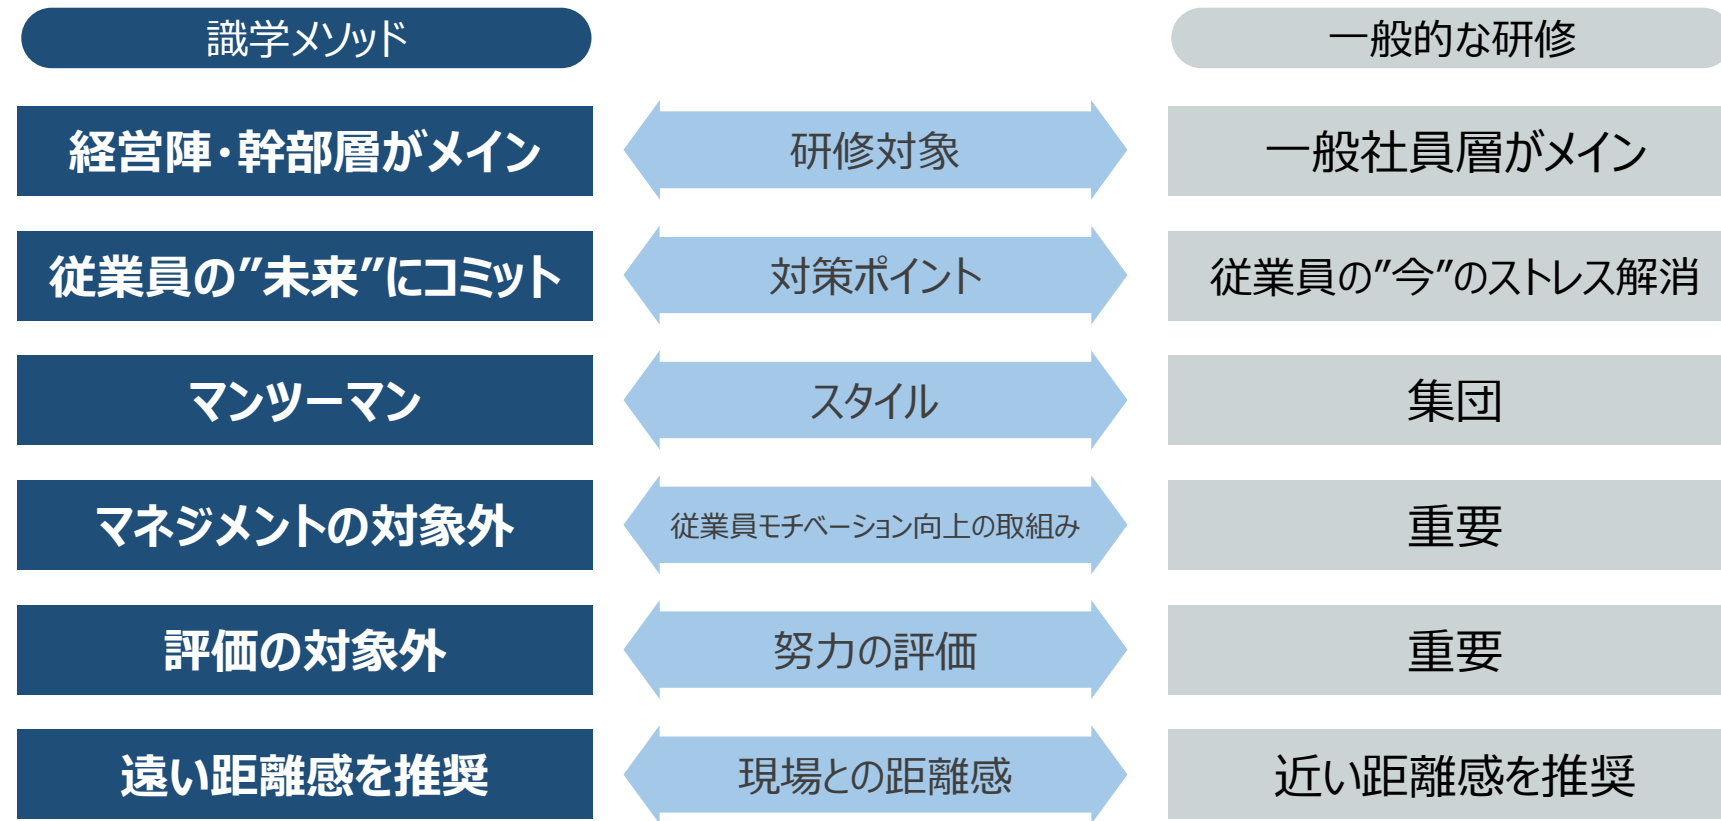 識学メソッド 一般的な研修
経営陣・幹部層がメイン 研修対象 一般社員層がメイン
従業員の”未来”にコミット 対策ポイント 従業員の”今”のストレス解消
マンツーマン スタイル 集団
マネジメントの対象外 従業員モチベーション向上の取組み 重要
評価の対象外 努力の評価 重要
遠い距離感を推奨 現場との距離感 近い距離感を推奨